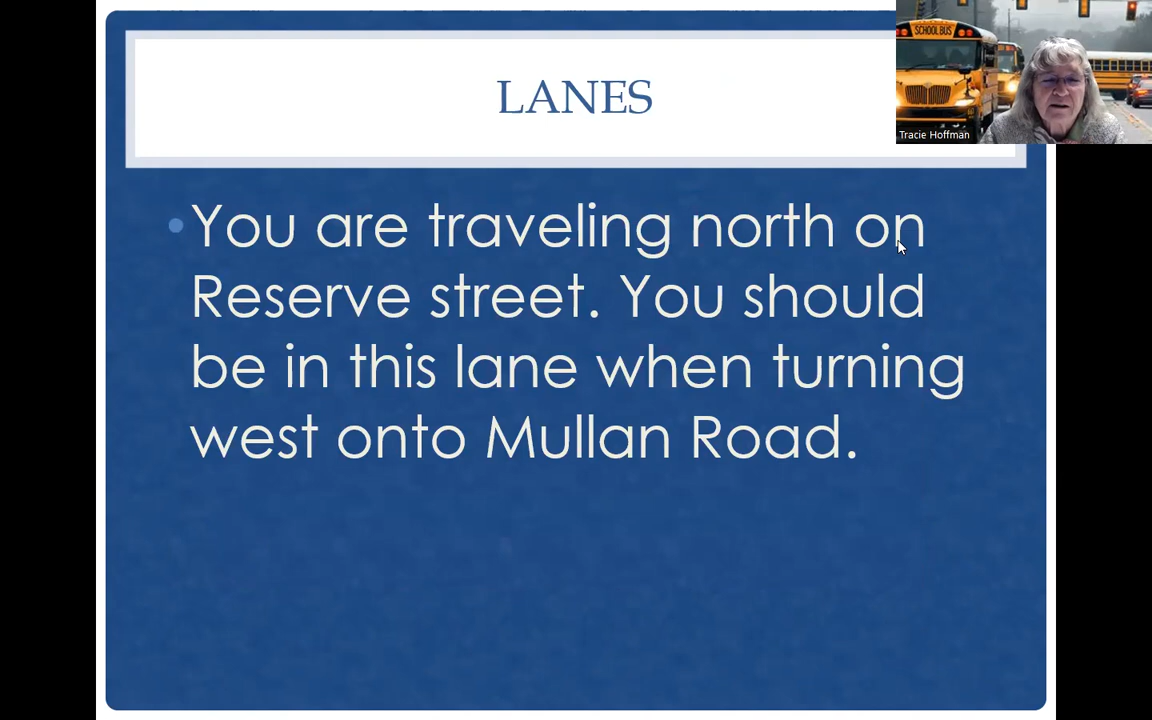 LANES
SCHOOL BUS
Tracie Hoffman
•You are traveling north on
Reserve street. You should
be in this lane when turning
west onto Mullan Road.